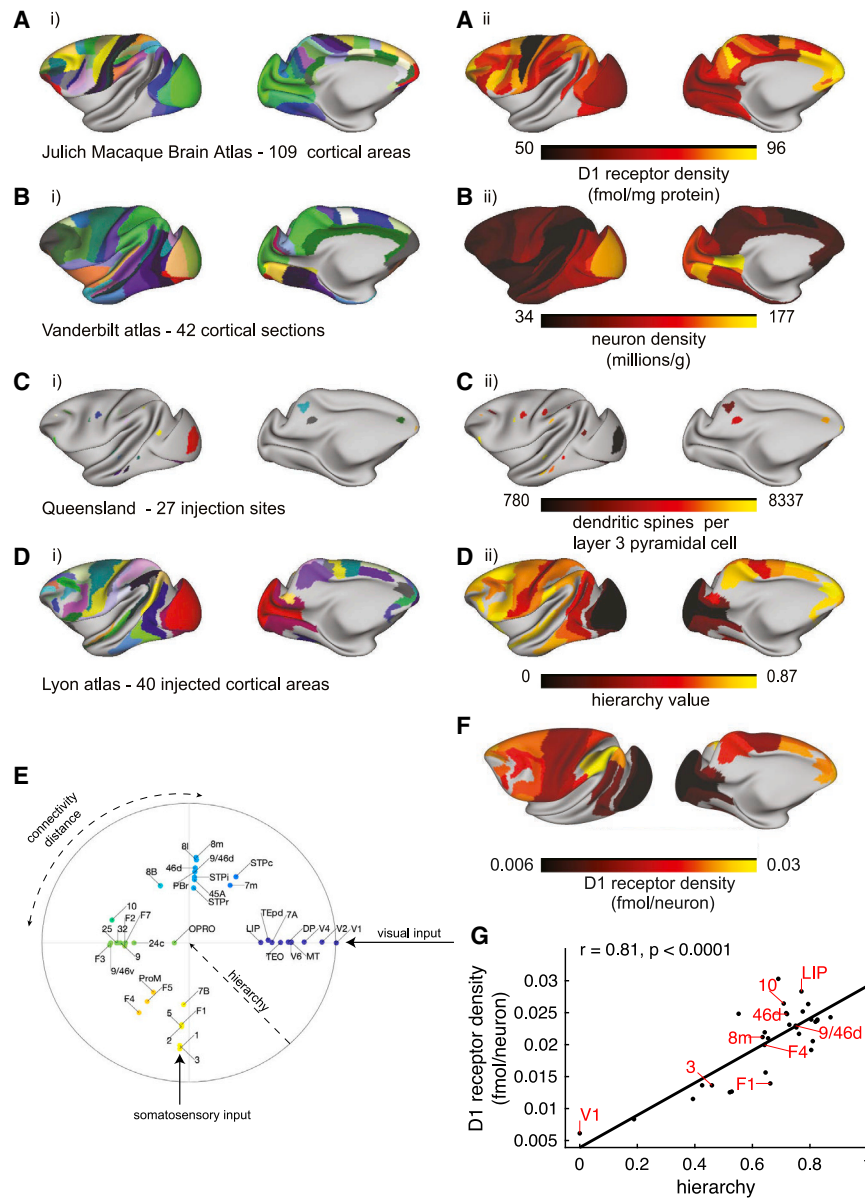 A i)
Julich Macaque Brain Atlas - 109 cortical areas
A ii
50 96
D1 receptor density
(fmol/mg protein)
B i)
Vanderbilt atlas - 42 cortical sections
B ii)
34 177
neuron density
(millions/g)
C i)
Queensland - 27 injection sites
C ii)
780 8337
dendritic spines per
layer 3 pyramidal cell
D i)
Lyon atlas - 40 injected cortical areas
D ii)
0 0.87
hierarchy value
E
connectivity
distance
8l
8m
9/46d
46d
STPc
8B
PBr
STPi
45A
STPr
7m
10
F2
F7
25
32
24c
OPRO
F3
9
9/46v
LIP
TEpd
7A
DP
V4
V2
V1
TEO
V6
MT
visual input
hierarchy
ProM
F5
F4
7B
5
F1
2
1
3
somatosensory input
F
0.006 0.03
D1 receptor density
(fmol/neuron)
G
r = 0.81, p < 0.0001
D1 receptor density
(fmol/neuron)
0.03
0.025
0.02
0.015
0.01
0.005
10
LIP
46d
9/46d
8m
F4
3
F1
V1
0 0.2 0.4 0.6 0.8 1
hierarchy